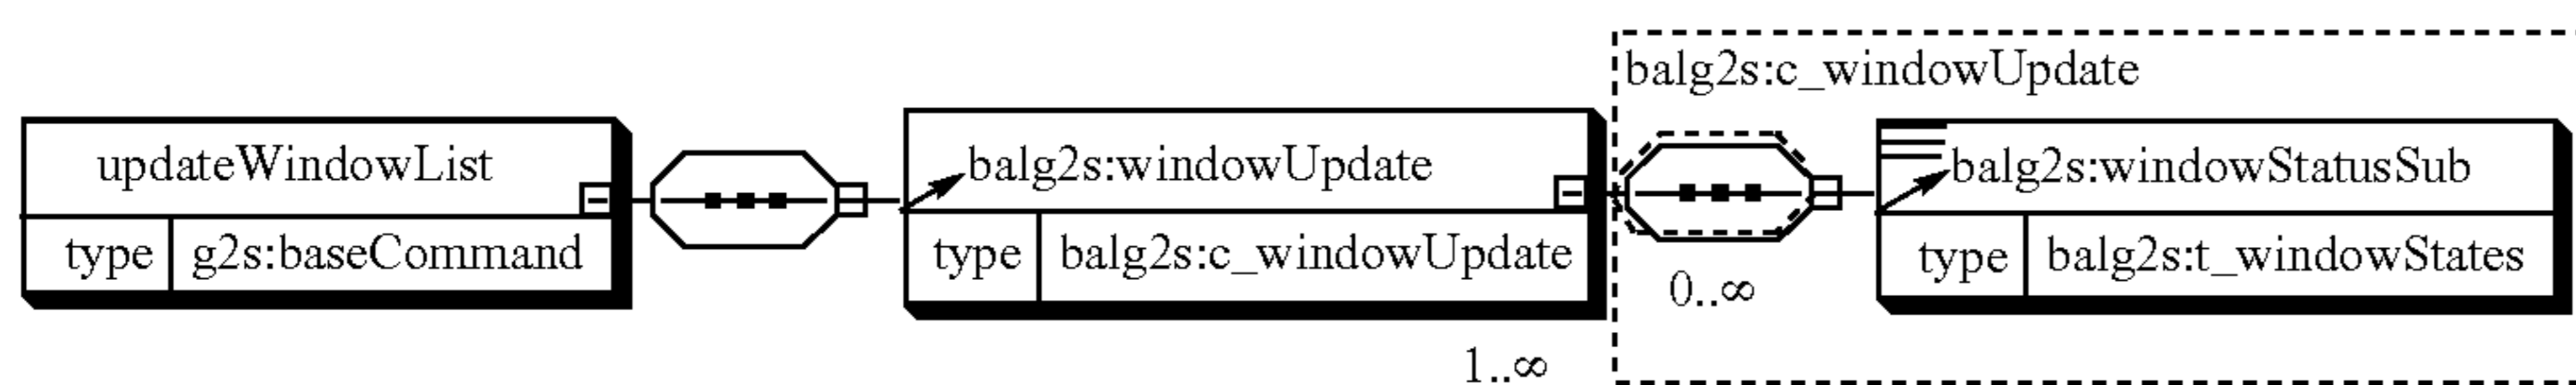 balg2s:c_windowUpdate
updateWindowList
type g2s:baseCommand
balg2s:windowUpdate
type balg2s:c_windowUpdate
1..∞
0..∞
balg2s:windowStatusSub
type balg2s:t_windowStates